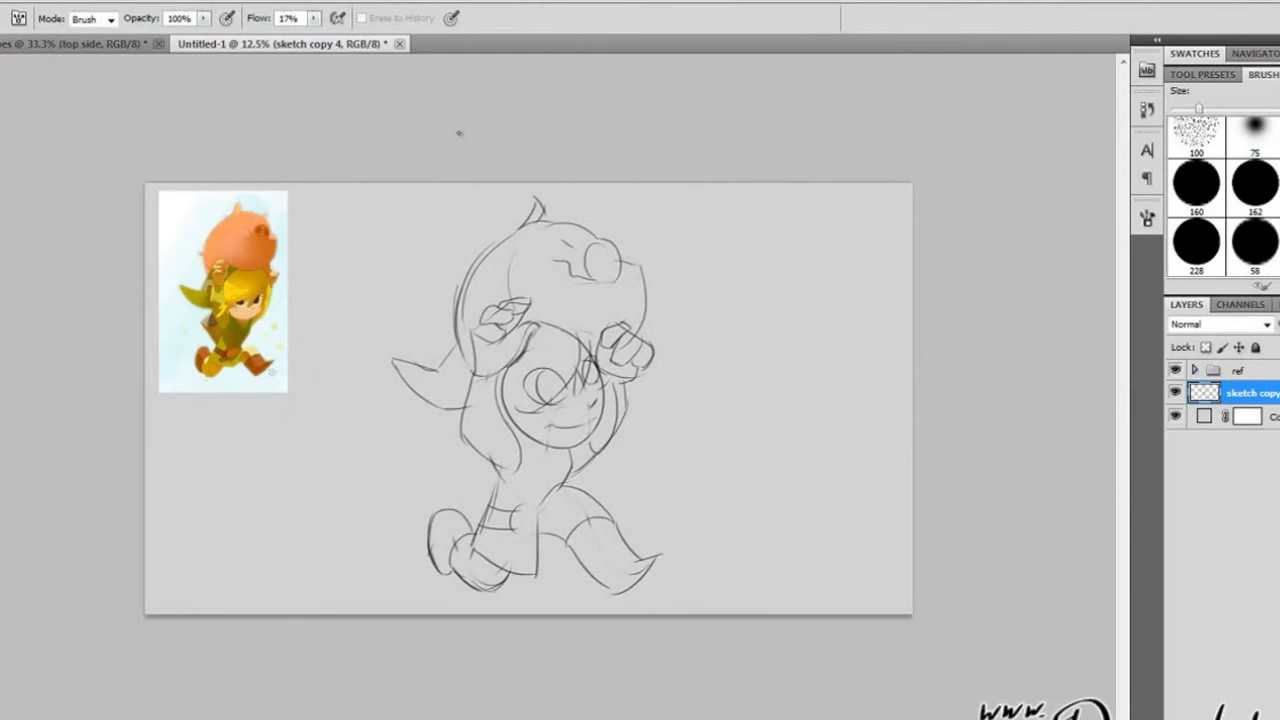 Mode: Brush Opacity: 100% Flow: 17% Erase to History
es @ 33.3% (top side, RGB/8) * Untitled-1 @ 12.5% (sketch copy 4, RGB/8) *
SWATCHES NAVIGATO
TOOL PRESETS BRUSH
Size:
100 75
160 162
228 58
LAYERS CHANNELS
Normal
Lock:
ref
sketch copy
Co
www.D